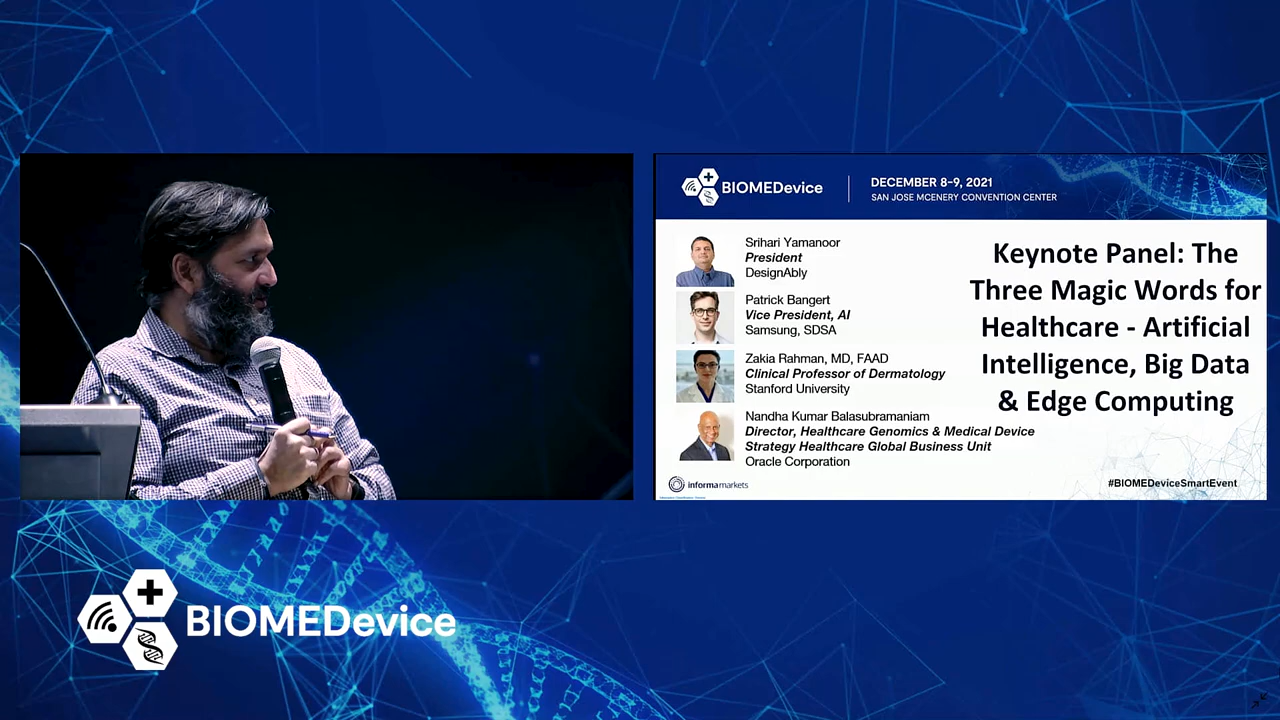 BIOMEDevice
DECEMBER 8-9, 2021
SAN JOSE MCENERY CONVENTION CENTER
Srihari Yamanoor
President
DesignAbly
Patrick Bangert
Vice President, AI
Samsung, SDSA
Zakia Rahman, MD, FAAD
Clinical Professor of Dermatology
Stanford University
Nandha Kumar Balasubramaniam
Director, Healthcare Genomics & Medical Device
Strategy Healthcare Global Business Unit
Oracle Corporation
Keynote Panel: The
Three Magic Words for
Healthcare - Artificial
Intelligence, Big Data
& Edge Computing
informamarkets
#BIOMEDeviceSmartEvent
BIOMEDevice